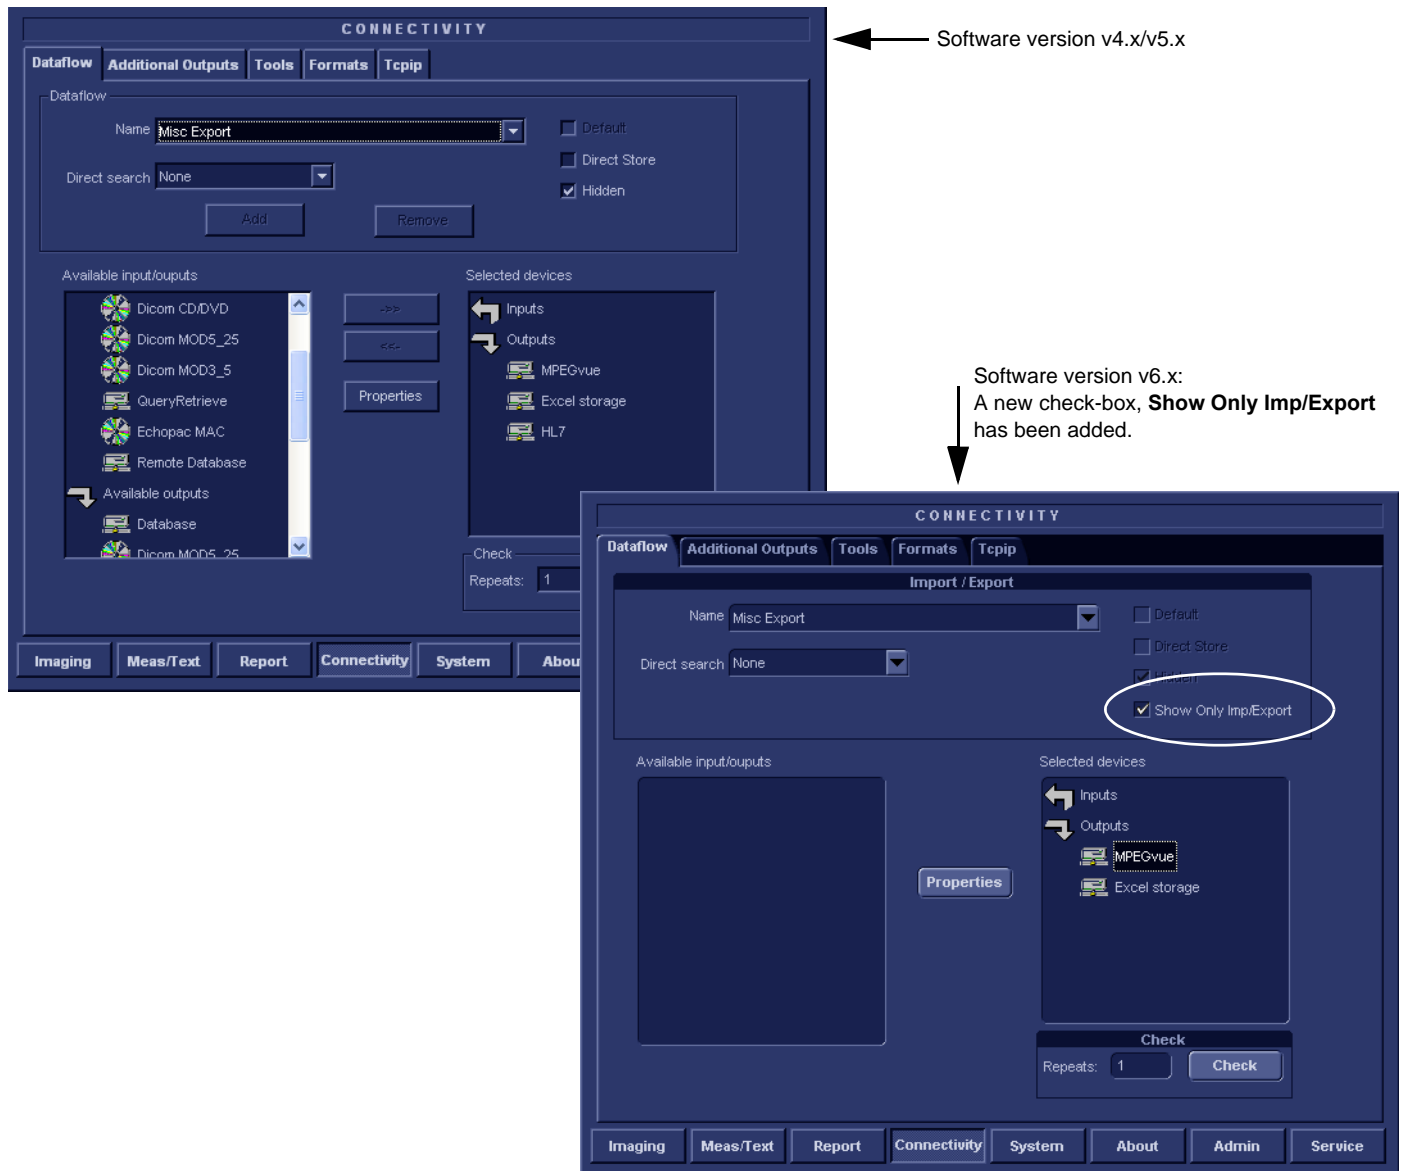 CONNECTIVITY
Software version v4.x/v5.x
Dataflow Additional Outputs Tools Formats Tcpip
Dataflow
Name Misc Export
Default
Direct Store
Direct search None
Hidden
Add Remove
Available input/ouputs
Selected devices
Dicom CD/DVD
Dicom MOD5_25
Dicom MOD3_5
QueryRetrieve
Echopac MAC
Remote Database
Available outputs
Database
Dicom MOD5_25
->>
<<-
Properties
Inputs
Outputs
MPEGvue
Excel storage
HL7
Check
Repeats: 1
Imaging Meas/Text Report Connectivity System Abou
Software version v6.x:
A new check-box, Show Only Imp/Export
has been added.
CONNECTIVITY
Dataflow Additional Outputs Tools Formats Tcpip
Import / Export
Name Misc Export
Default
Direct Store
Direct search None
Hidden
Show Only Imp/Export
Available input/ouputs
Selected devices
Properties
Inputs
Outputs
MPEGvue
Excel storage
Check
Repeats: 1 Check
Imaging Meas/Text Report Connectivity System About Admin Service